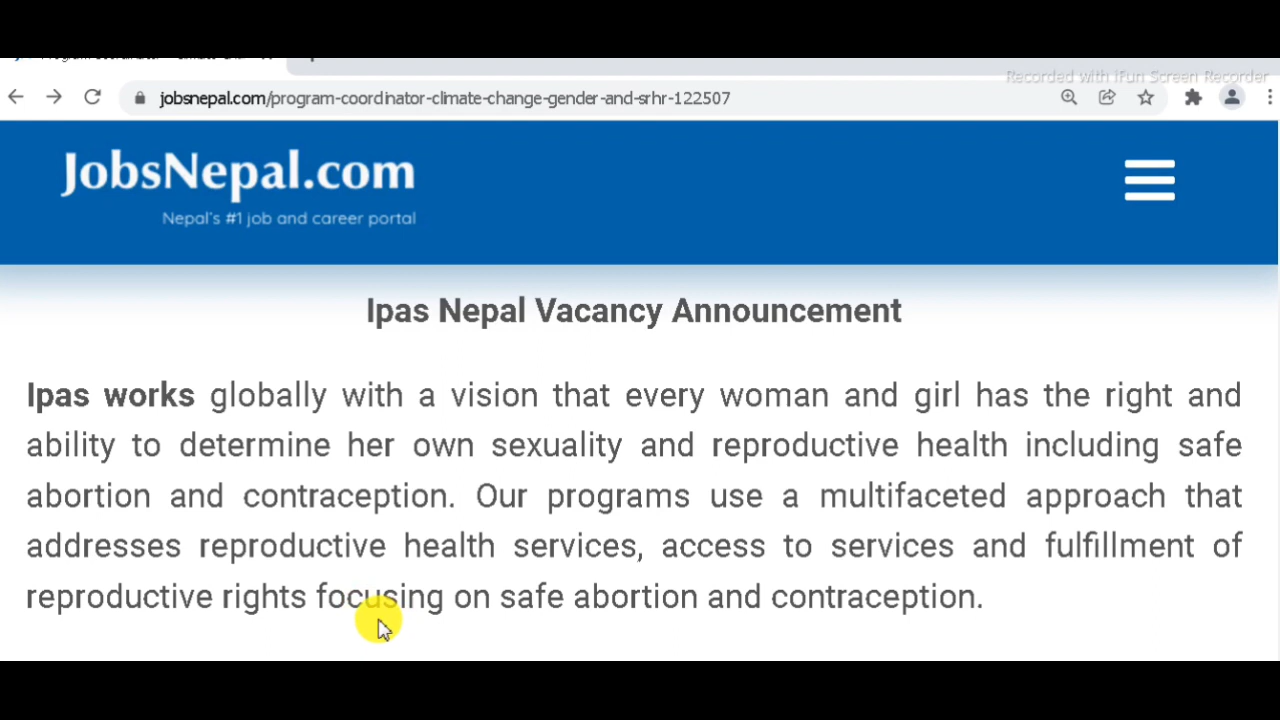 Recorded with iFun Screen Recorder
jobsnepal.com/program-coordinator-climate-change-gender-and-srhr-122507
JobsNepal.com
Nepal's #1 job and career portal
Ipas Nepal Vacancy Announcement
Ipas works globally with a vision that every woman and girl has the right and
ability to determine her own sexuality and reproductive health including safe
abortion and contraception. Our programs use a multifaceted approach that
addresses reproductive health services, access to services and fulfillment of
reproductive rights focusing on safe abortion and contraception.